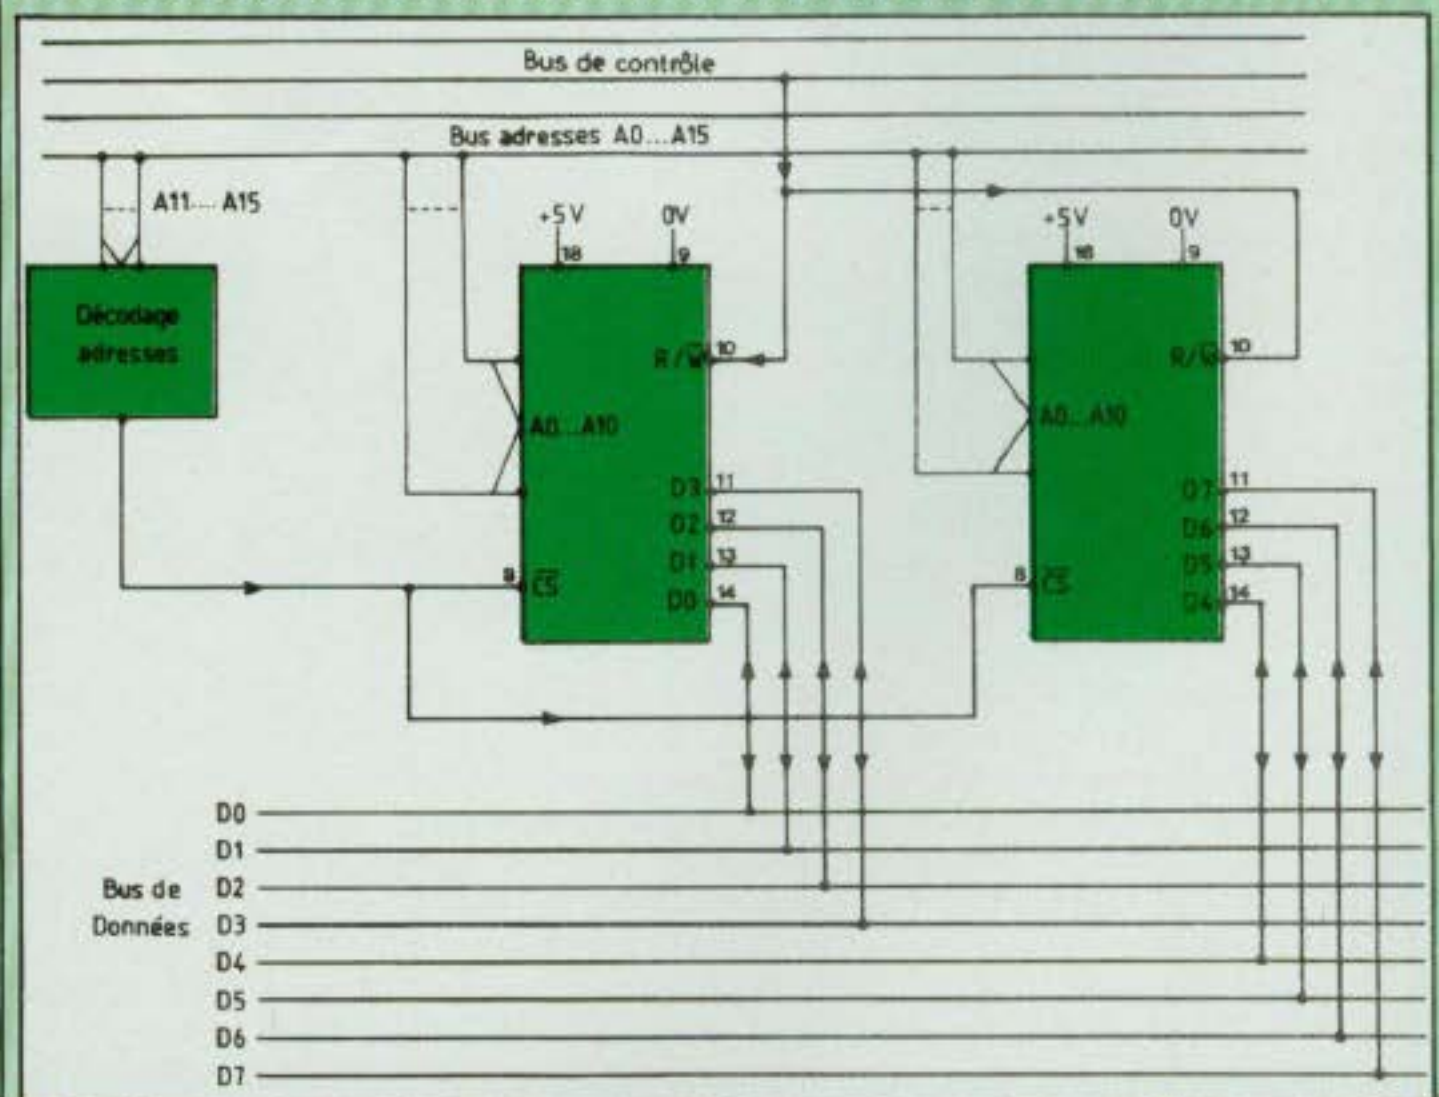 Bus de contrôle
Bus adresses A0...A15
A11.... A15
+5V 0V
18 9
+5V 0V
18 9
Décodage
adresses
R/W̅ 10
A0...A10
D3 11
D2 12
D1 13
D0 14
8 C̅S̅
R/W̅ 10
A0...A10
D7 11
D6 12
D5 13
D4 14
8 C̅S̅
Bus de
Données
D0
D1
D2
D3
D4
D5
D6
D7